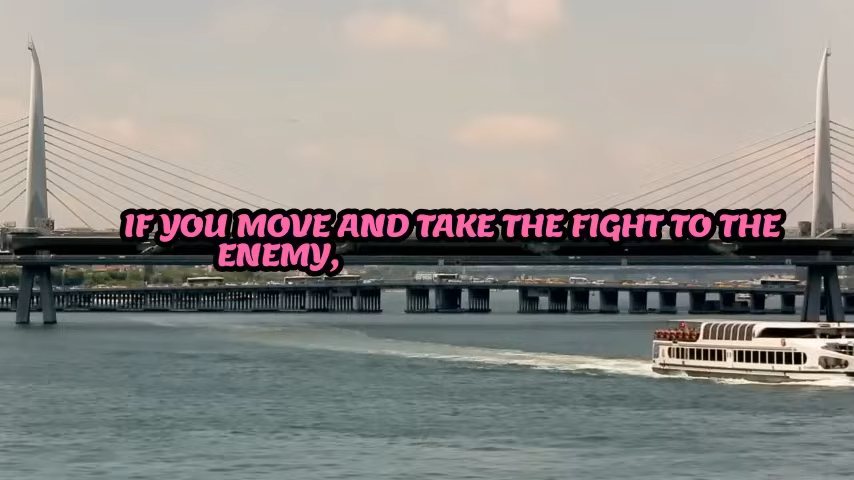 IF YOU MOVE AND TAKE THE FIGHT TO THE
ENEMY,